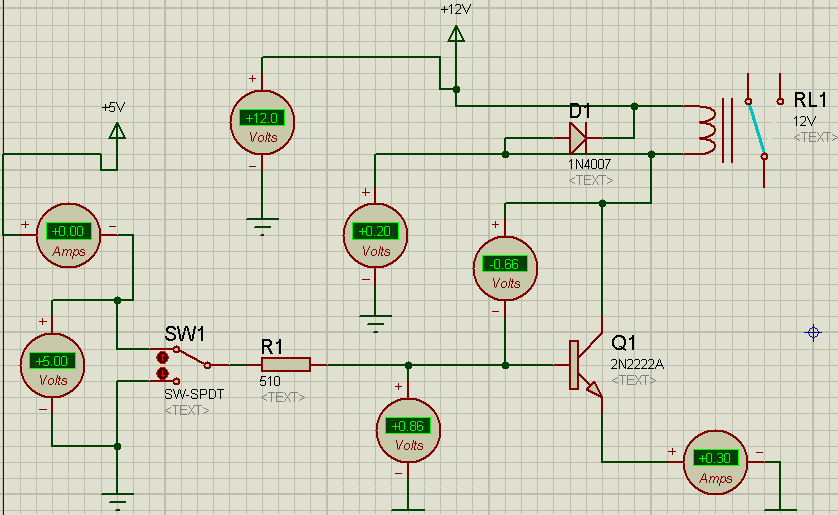 +12V
+5V
+12.0
Volts
D1
1N4007
<TEXT>
RL1
12V
<TEXT>
+0.00
Amps
+0.20
Volts
-0.66
Volts
+5.00
Volts
SW1
SW-SPDT
<TEXT>
R1
510
<TEXT>
Q1
2N2222A
<TEXT>
+0.86
Volts
+0.30
Amps